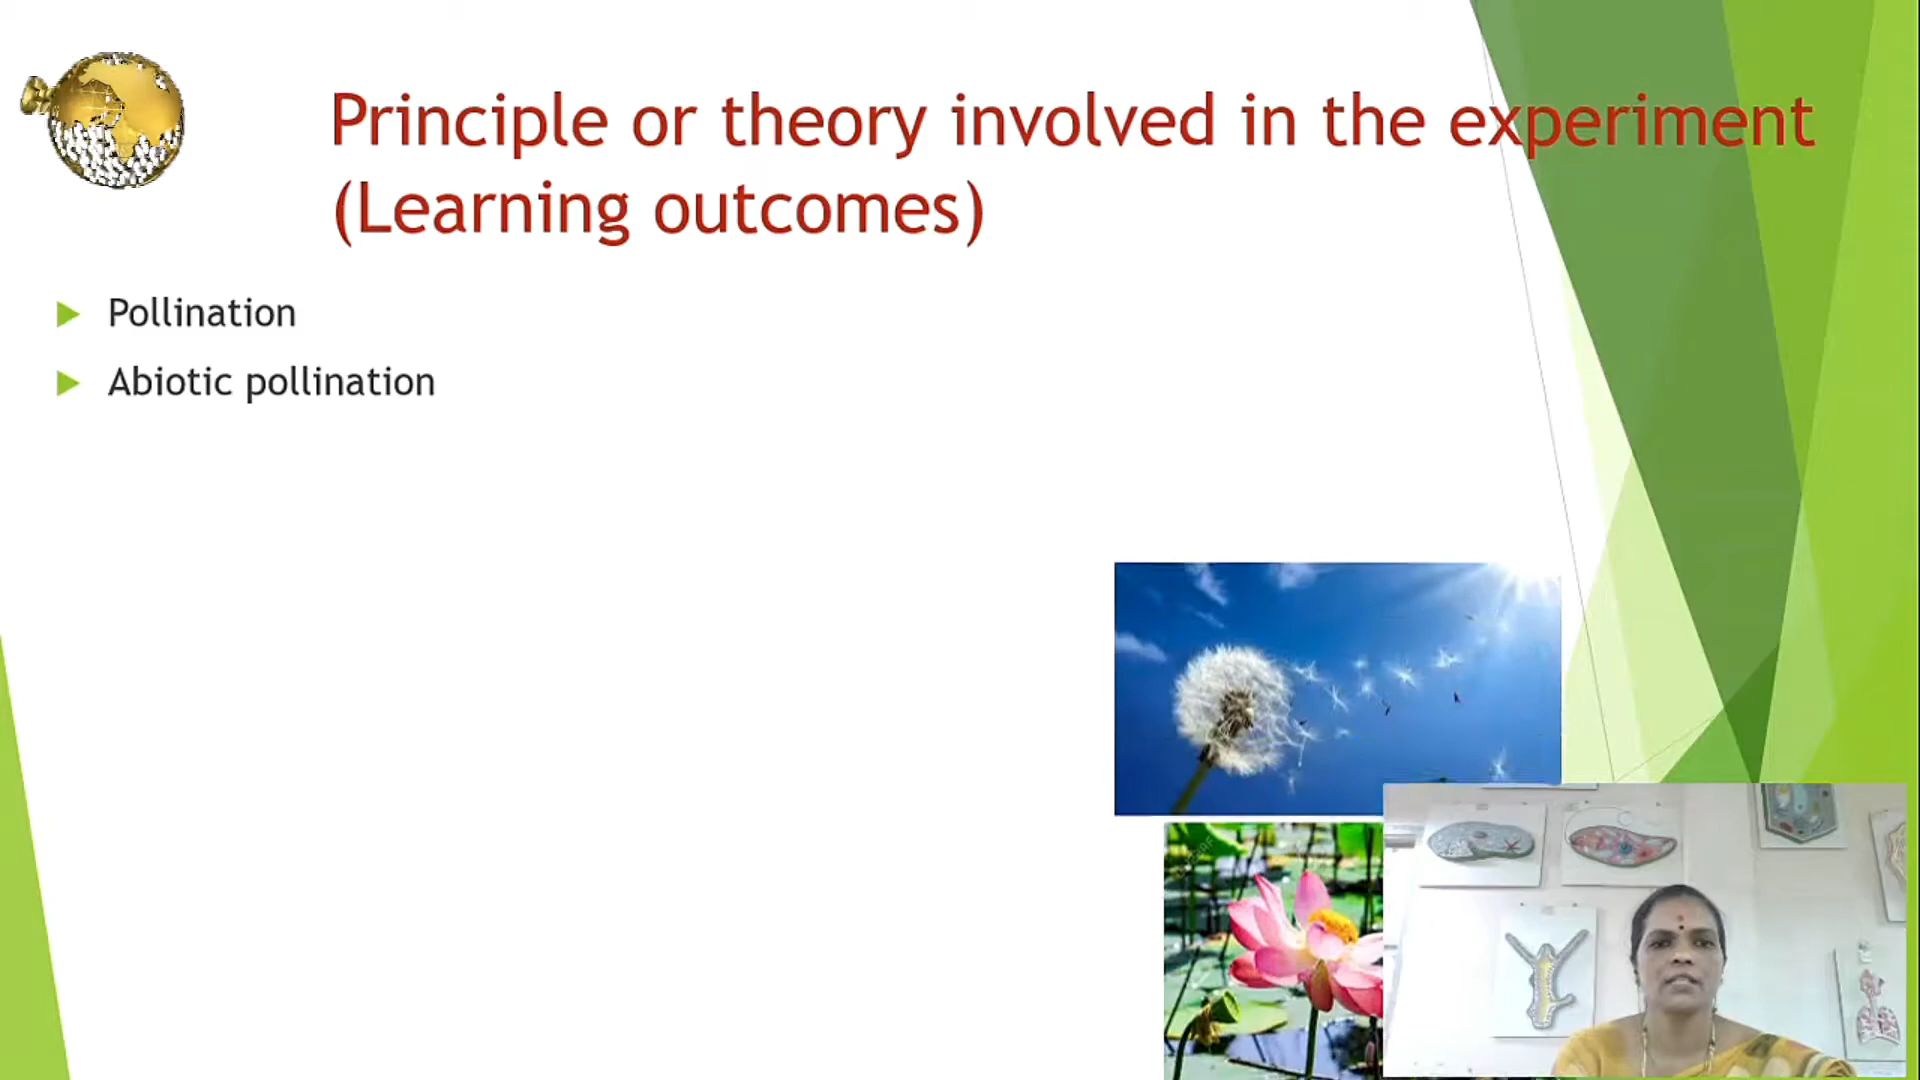 Principle or theory involved in the experiment
(Learning outcomes)
Pollination
Abiotic pollination